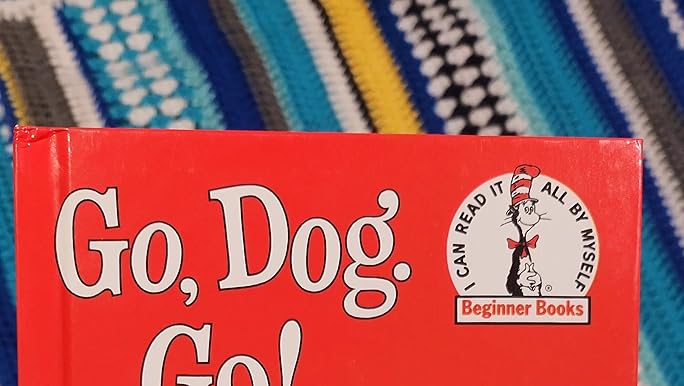 Go, Dog.
Go!
I CAN READ IT ALL BY MYSELF
®
Beginner Books